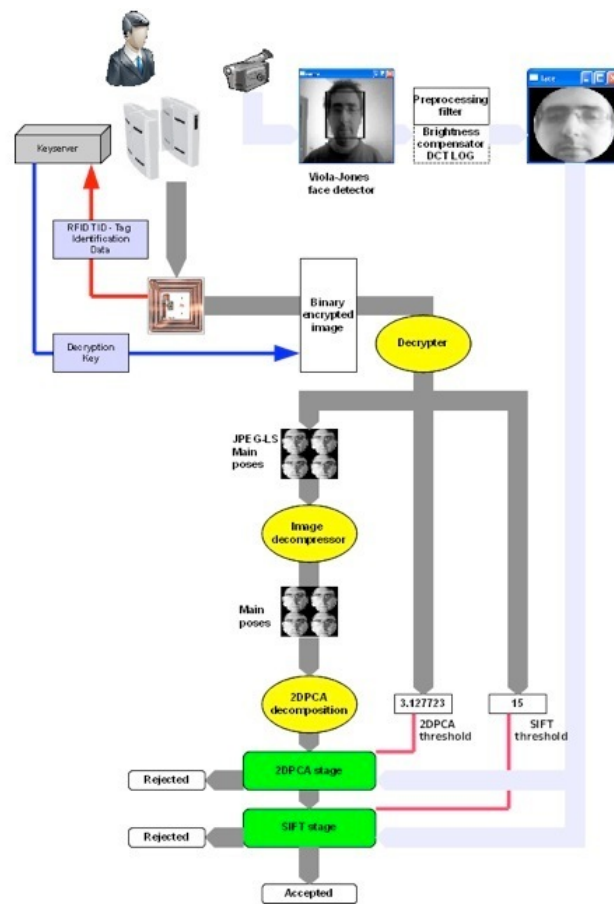 Keyserver
RFID TID - Tag
Identification
Data
Decryption
Key
Viola-Jones
face detector
Preprocessing
filter
Brightness
compensator
DCT LOG
face
Binary
encrypted
image
Decrypter
JPEG-LS
Main
poses
Image
decompressor
Main
poses
2DPCA
decomposition
3.127723
2DPCA
threshold
15
SIFT
threshold
2DPCA stage
Rejected
SIFT stage
Rejected
Accepted